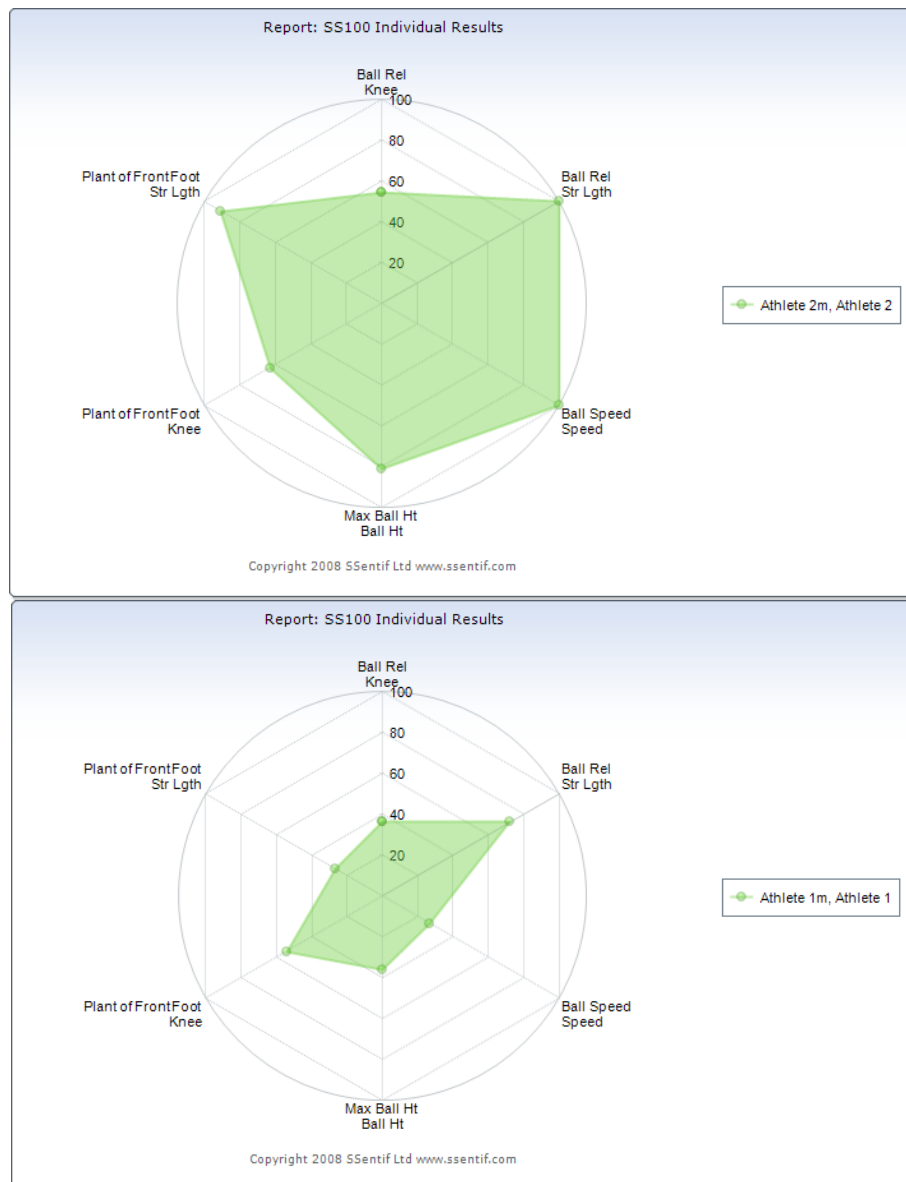 Report: SS100 Individual Results
Ball Rel
Knee
100
80
60
40
20
Plant of FrontFoot
Str Lgth
Ball Rel
Str Lgth
Athlete 2m, Athlete 2
Plant of FrontFoot
Knee
Ball Speed
Speed
Max Ball Ht
Ball Ht
Copyright 2008 SSentif Ltd www.ssentif.com
Report: SS100 Individual Results
Ball Rel
Knee
100
80
60
40
20
Plant of FrontFoot
Str Lgth
Ball Rel
Str Lgth
Athlete 1m, Athlete 1
Plant of FrontFoot
Knee
Ball Speed
Speed
Max Ball Ht
Ball Ht
Copyright 2008 SSentif Ltd www.ssentif.com